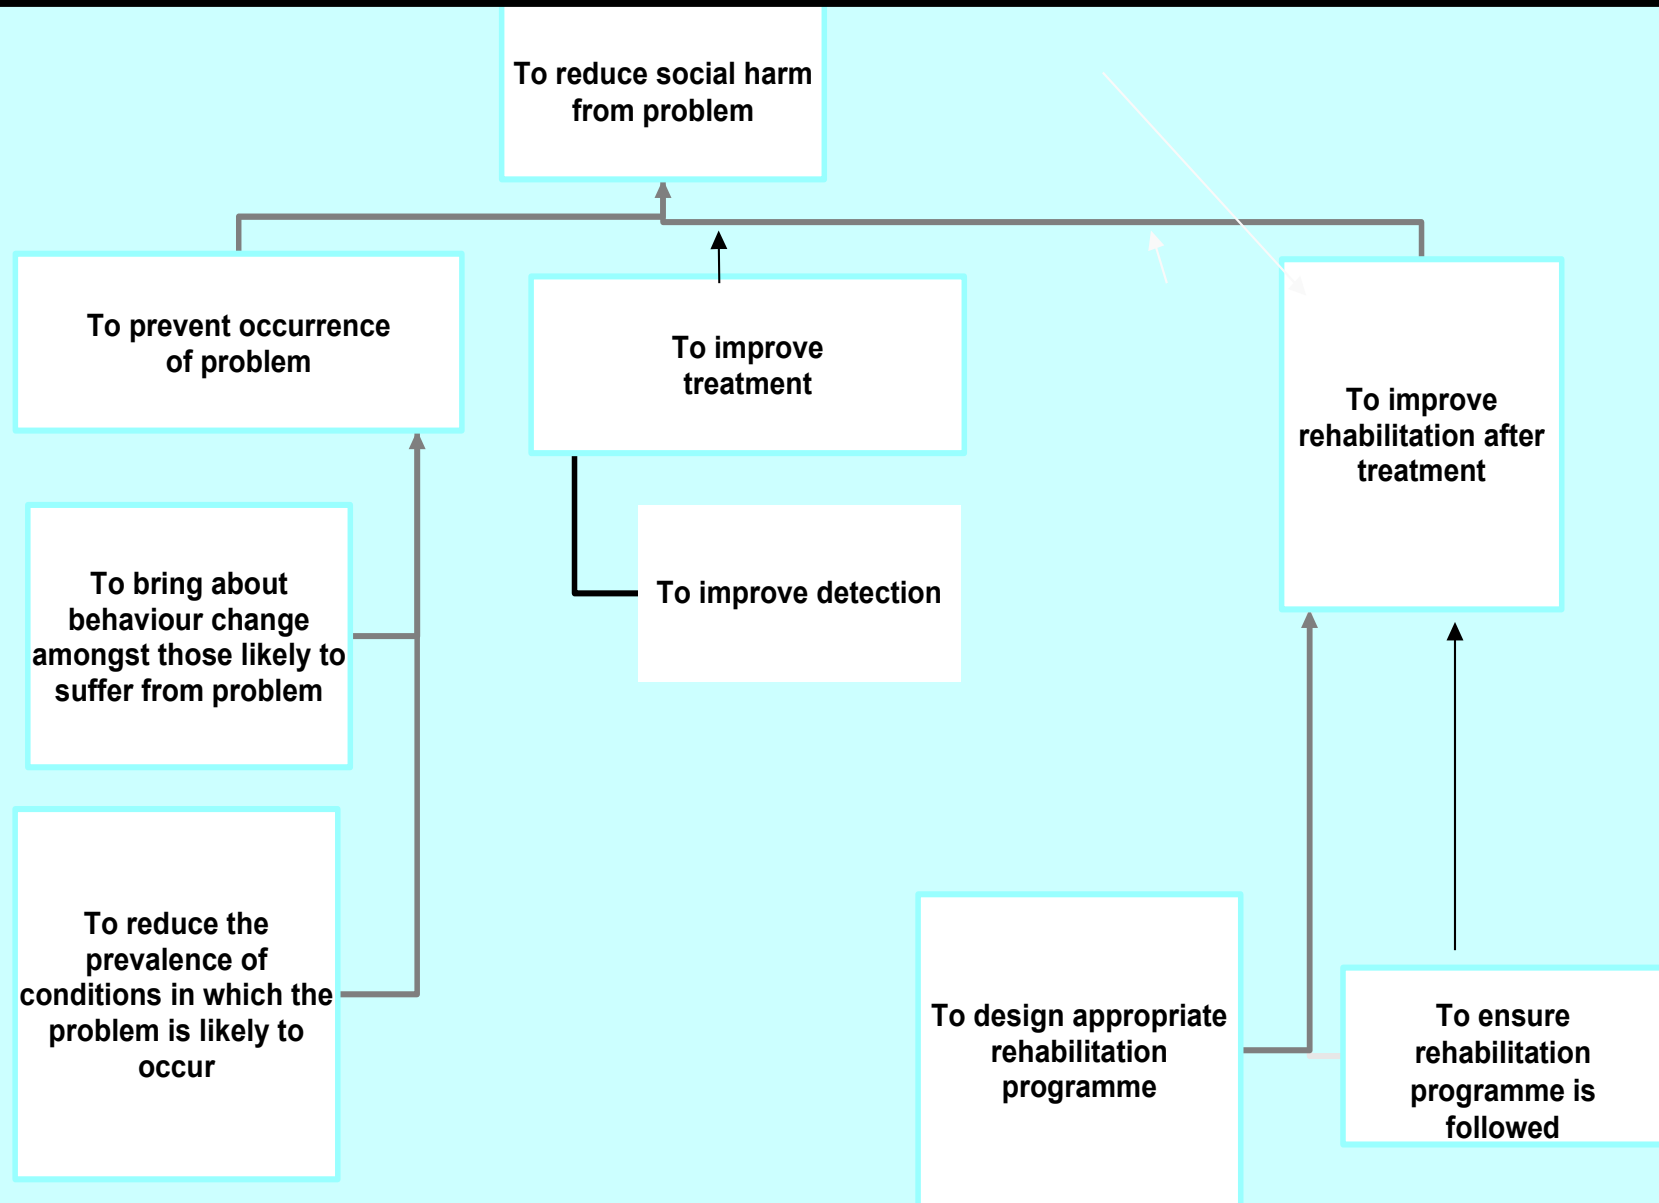 To reduce social harm
from problem
To prevent occurrence
of problem
To improve
treatment
To improve
rehabilitation after
treatment
To bring about
behaviour change
amongst those likely to
suffer from problem
To improve detection
To reduce the
prevalence of
conditions in which the
problem is likely to
occur
To design appropriate
rehabilitation
programme
To ensure
rehabilitation
programme is
followed